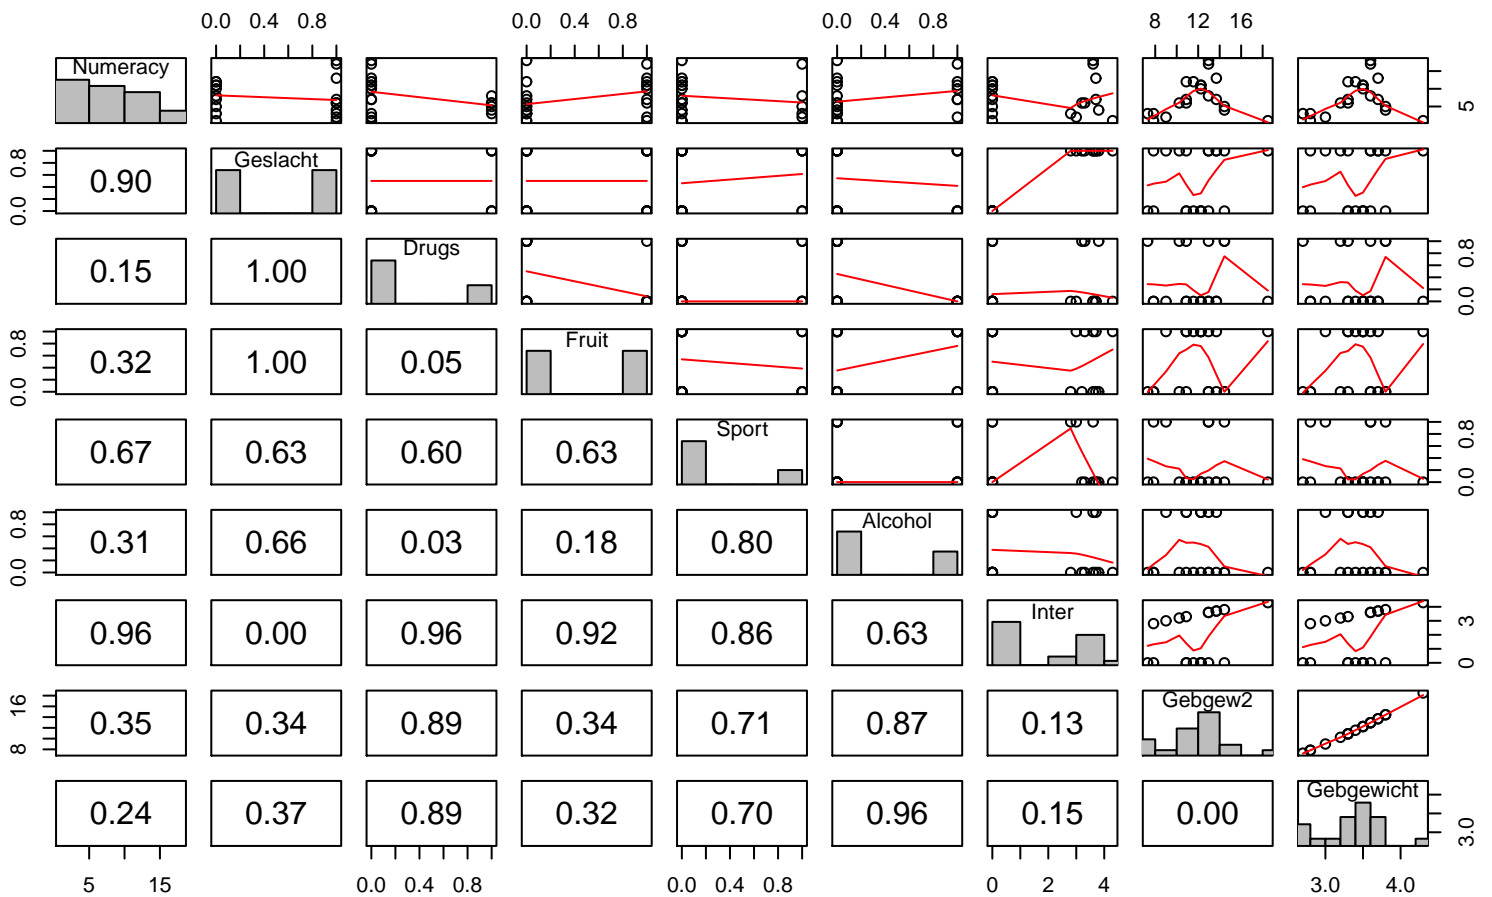 0.0 0.4 0.8 0.0 0.4 0.8 0.0 0.4 0.8 8 12 16
Numeracy 5
0.0 0.8 0.90 Geslacht
0.15 1.00 Drugs 0.0 0.8
0.0 0.8 0.32 1.00 0.05 Fruit
0.67 0.63 0.60 0.63 Sport 0.0 0.8
0.0 0.8 0.31 0.66 0.03 0.18 0.80 Alcohol
0.96 0.00 0.96 0.92 0.86 0.63 Inter 0 3
8 16 0.35 0.34 0.89 0.34 0.71 0.87 0.13 Gebgew2
0.24 0.37 0.89 0.32 0.70 0.96 0.15 0.00 Gebgewicht 3.0
5 15 0.0 0.4 0.8 0.0 0.4 0.8 0 2 4 3.0 4.0